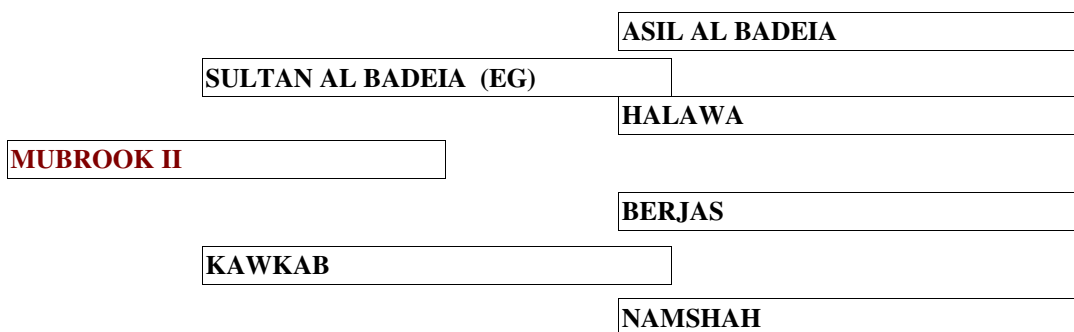 ASIL AL BADEIA
SULTAN AL BADEIA (EG)
HALAWA
MUBROOK II
BERJAS
KAWKAB
NAMSHAH